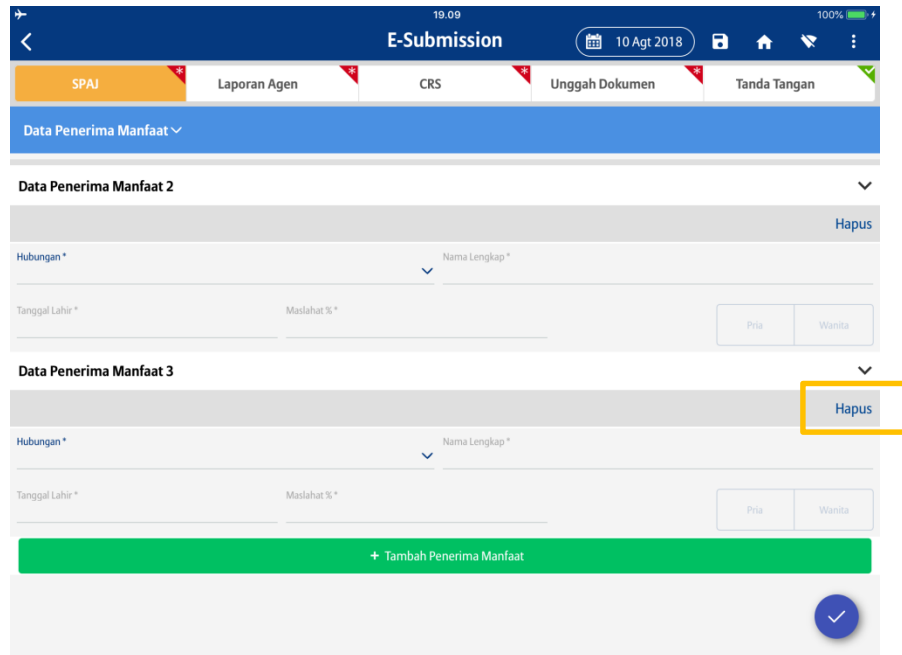 19.09
100%
E-Submission
10 Agt 2018
SPAJ * Laporan Agen * CRS * Unggah Dokumen * Tanda Tangan
Data Penerima Manfaat
Data Penerima Manfaat 2
Hapus
Hubungan * Nama Lengkap *
Tanggal Lahir * Maslahat % * Pria Wanita
Data Penerima Manfaat 3
Hapus
Hubungan * Nama Lengkap *
Tanggal Lahir * Maslahat % * Pria Wanita
+ Tambah Penerima Manfaat